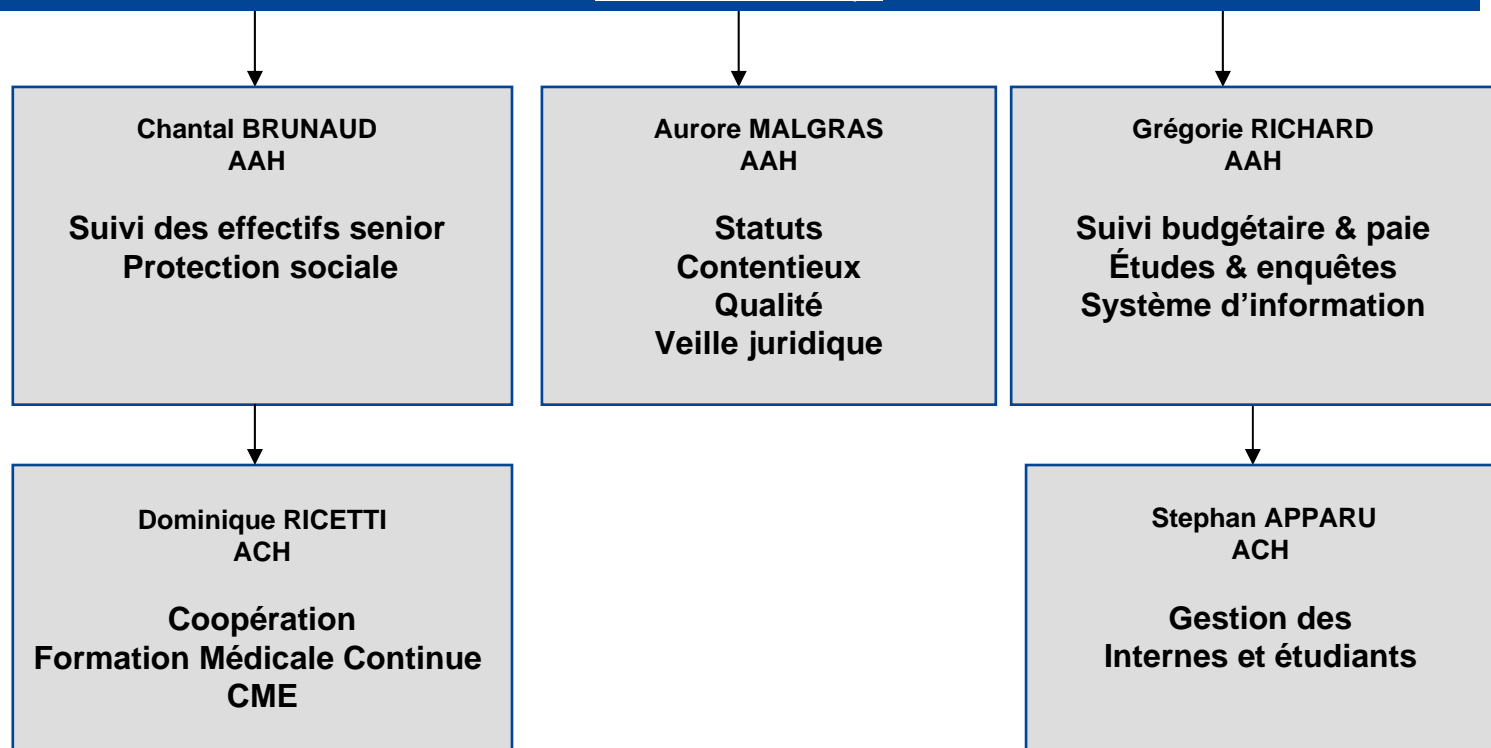 Chantal BRUNAUD
AAH
Suivi des effectifs senior
Protection sociale
Aurore MALGRAS
AAH
Statuts
Contentieux
Qualité
Veille juridique
Grégorie RICHARD
AAH
Suivi budgétaire & paie
Études & enquêtes
Système d’information
Dominique RICETTI
ACH
Coopération
Formation Médicale Continue
CME
Stephan APPARU
ACH
Gestion des
Internes et étudiants